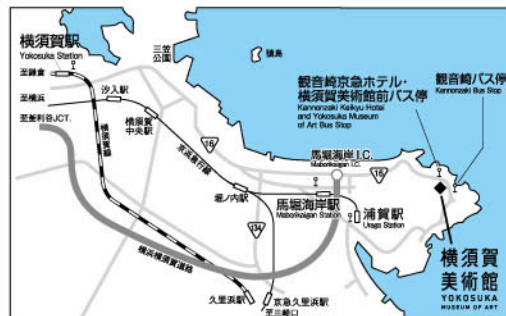 横須賀駅
Yokosuka Station
三笠
公園
猿島
至鎌倉
汐入駅
至横浜
横須賀
中央駅
至釜利谷JCT.
横須賀線
京浜急行線
16
観音崎京急ホテル・
横須賀美術館前バス停
Kannonzaki Keikyu Hotel
and Yokosuka Museum
of Art Bus Stop
観音崎バス停
Kannonzaki Bus Stop
馬堀海岸I.C.
Maborikaigan I.C.
16
堀ノ内駅
馬堀海岸駅
Maborikaigan Station
浦賀駅
Uraga Station
134
横浜横須賀道路
久里浜駅
京急久里浜駅
至三崎口
横須賀
美術館
YOKOSUKA
MUSEUM OF ART